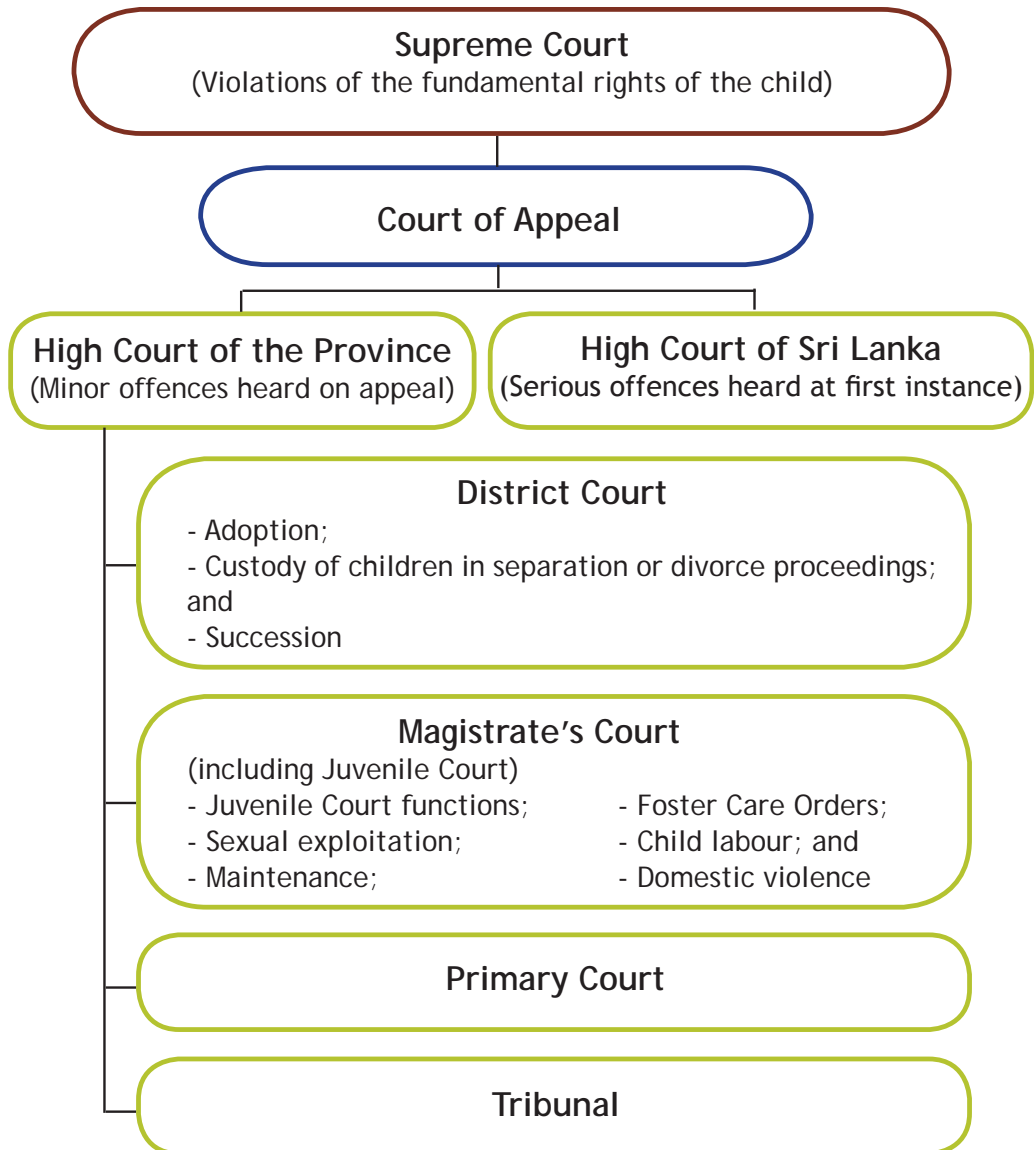 Supreme Court
(Violations of the fundamental rights of the child)
Court of Appeal
High Court of the Province
(Minor offences heard on appeal)
High Court of Sri Lanka
(Serious offences heard at first instance)
District Court
- Adoption;
- Custody of children in separation or divorce proceedings;
and
- Succession
Magistrate's Court
(including Juvenile Court)
- Juvenile Court functions;
- Sexual exploitation;
- Maintenance;
- Foster Care Orders;
- Child labour; and
- Domestic violence
Primary Court
Tribunal